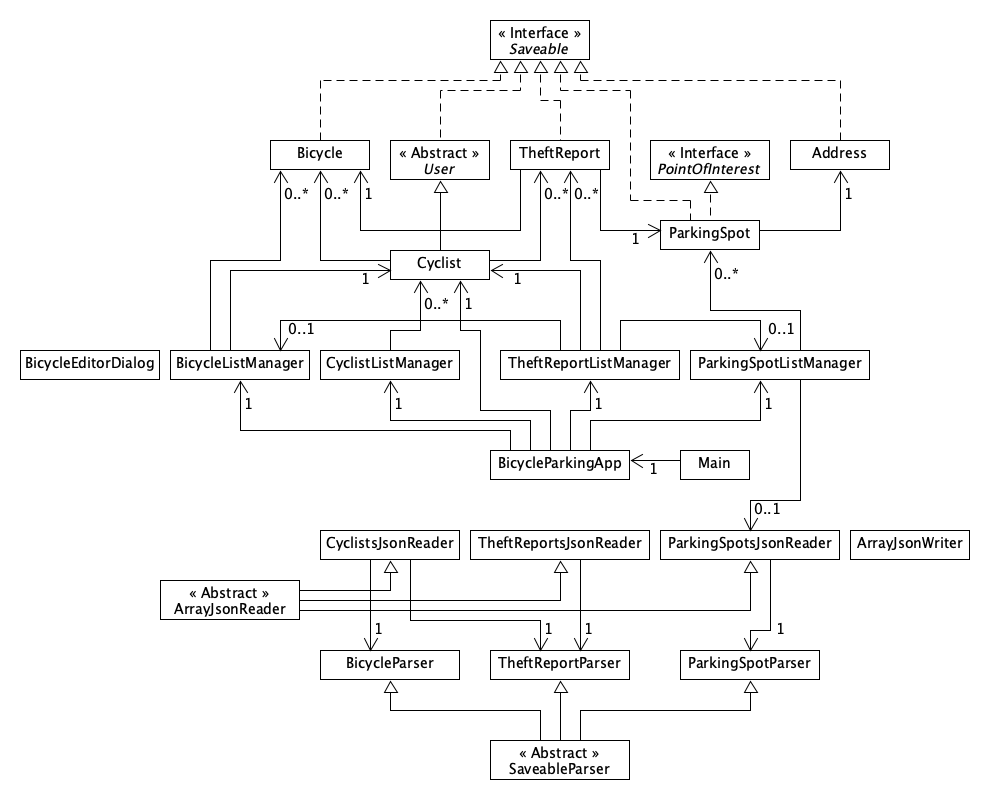 « Interface »
Saveable
Bicycle
« Abstract »
User
TheftReport
« Interface »
PointOfInterest
Address
0..*
0..*
1
0..*
0..*
1
1
ParkingSpot
Cyclist
1
1
0..*
0..*
1
0..1
0..1
BicycleEditorDialog
BicycleListManager
CyclistListManager
TheftReportListManager
ParkingSpotListManager
1
1
1
1
BicycleParkingApp
1
Main
0..1
CyclistsJsonReader
TheftReportsJsonReader
ParkingSpotsJsonReader
ArrayJsonWriter
« Abstract »
ArrayJsonReader
1
1
1
1
BicycleParser
TheftReportParser
ParkingSpotParser
« Abstract »
SaveableParser